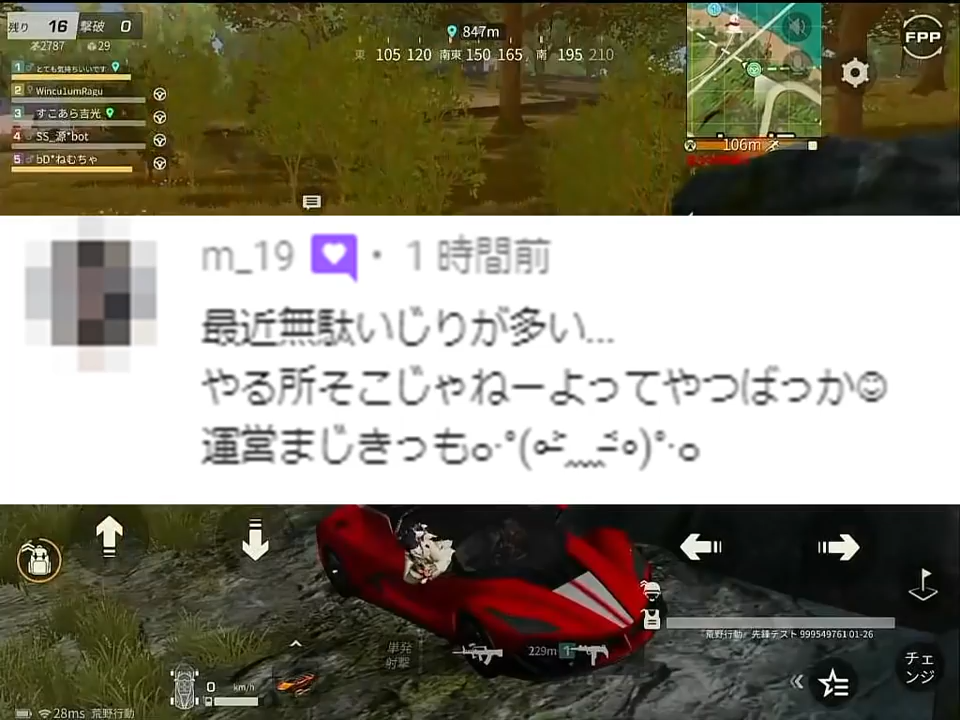 残り 16 撃破 0
2787 29
847m
東 105 120 南東 150 165 南 195 210
FPP
1 とても気持ちいいです
2 Wincu1umRagu
3 すこあら吉光
4 SS_源*bot
5 bD*ねむちゃ
106m
m_19 ・ 1 時間前
最近無駄いじりが多い...
やる所そこじゃねーよってやつばっか☺
運営まじきっも
単発
射撃
229m 1
『荒野行動』先鋒テスト 999549761 01-26
チェ
ンジ
0 km/h
28ms 荒野行動